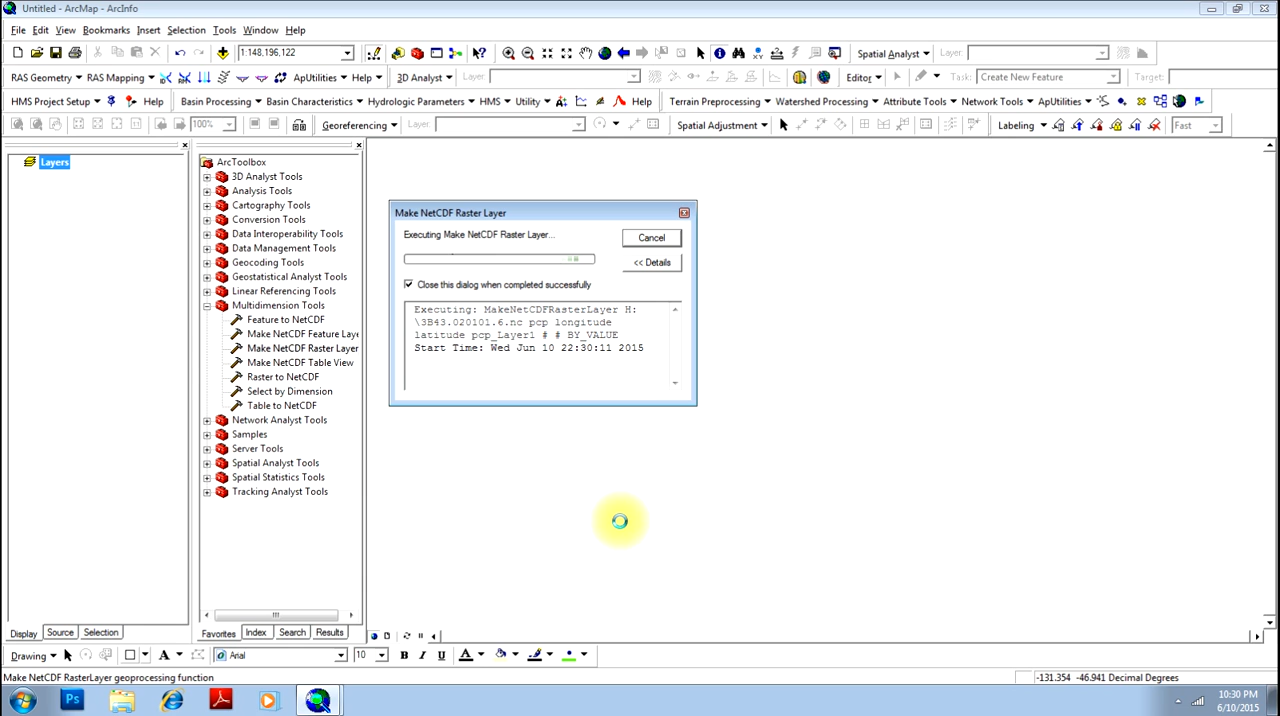 Untitled - ArcMap - ArcInfo
File Edit View Bookmarks Insert Selection Tools Window Help
1:148,196,122 Spatial Analyst Layer:
RAS Geometry RAS Mapping ApUtilities Help 3D Analyst Layer: Editor Task: Create New Feature Target:
HMS Project Setup Help Basin Processing Basin Characteristics Hydrologic Parameters HMS Utility Help Terrain Preprocessing Watershed Processing Attribute Tools Network Tools ApUtilities
100% Georeferencing Layer: Spatial Adjustment Labeling Fast
Layers
ArcToolbox
3D Analyst Tools
Analysis Tools
Cartography Tools
Conversion Tools
Data Interoperability Tools
Data Management Tools
Geocoding Tools
Geostatistical Analyst Tools
Linear Referencing Tools
Multidimension Tools
Feature to NetCDF
Make NetCDF Feature Laye
Make NetCDF Raster Layer
Make NetCDF Table View
Raster to NetCDF
Select by Dimension
Table to NetCDF
Network Analyst Tools
Samples
Server Tools
Spatial Analyst Tools
Spatial Statistics Tools
Tracking Analyst Tools
Make NetCDF Raster Layer
Executing Make NetCDF Raster Layer...
Cancel
<< Details
Close this dialog when completed successfully
Executing: MakeNetCDFRasterLayer H:
\3B43.020101.6.nc pcp longitude
latitude pcp_Layer1 # # BY_VALUE
Start Time: Wed Jun 10 22:30:11 2015
Display Source Selection
Favorites Index Search Results
Drawing A Arial 10 B I U A
Make NetCDF RasterLayer geoprocessing function
-131.354 -46.941 Decimal Degrees
Ps
10:30 PM
6/10/2015